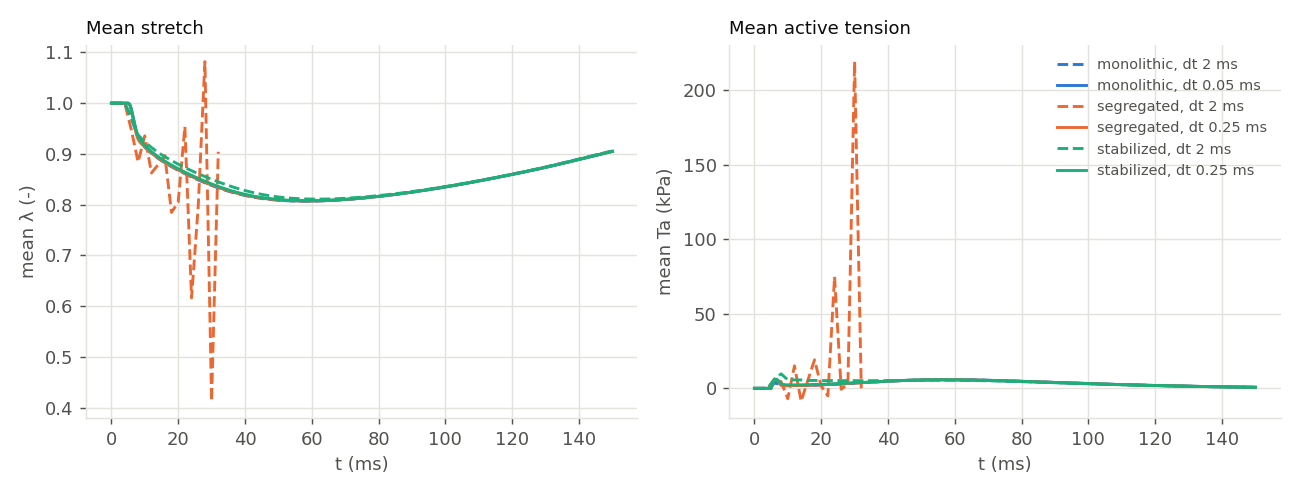 Mean stretch
1.1
1.0
0.9
0.8
0.7
0.6
0.5
0.4
mean λ (-)
0
20
40
60
80
100
120
140
t (ms)
Mean active tension
200
150
100
50
0
mean Ta (kPa)
0
20
40
60
80
100
120
140
t (ms)
monolithic, dt 2 ms
monolithic, dt 0.05 ms
segregated, dt 2 ms
segregated, dt 0.25 ms
stabilized, dt 2 ms
stabilized, dt 0.25 ms